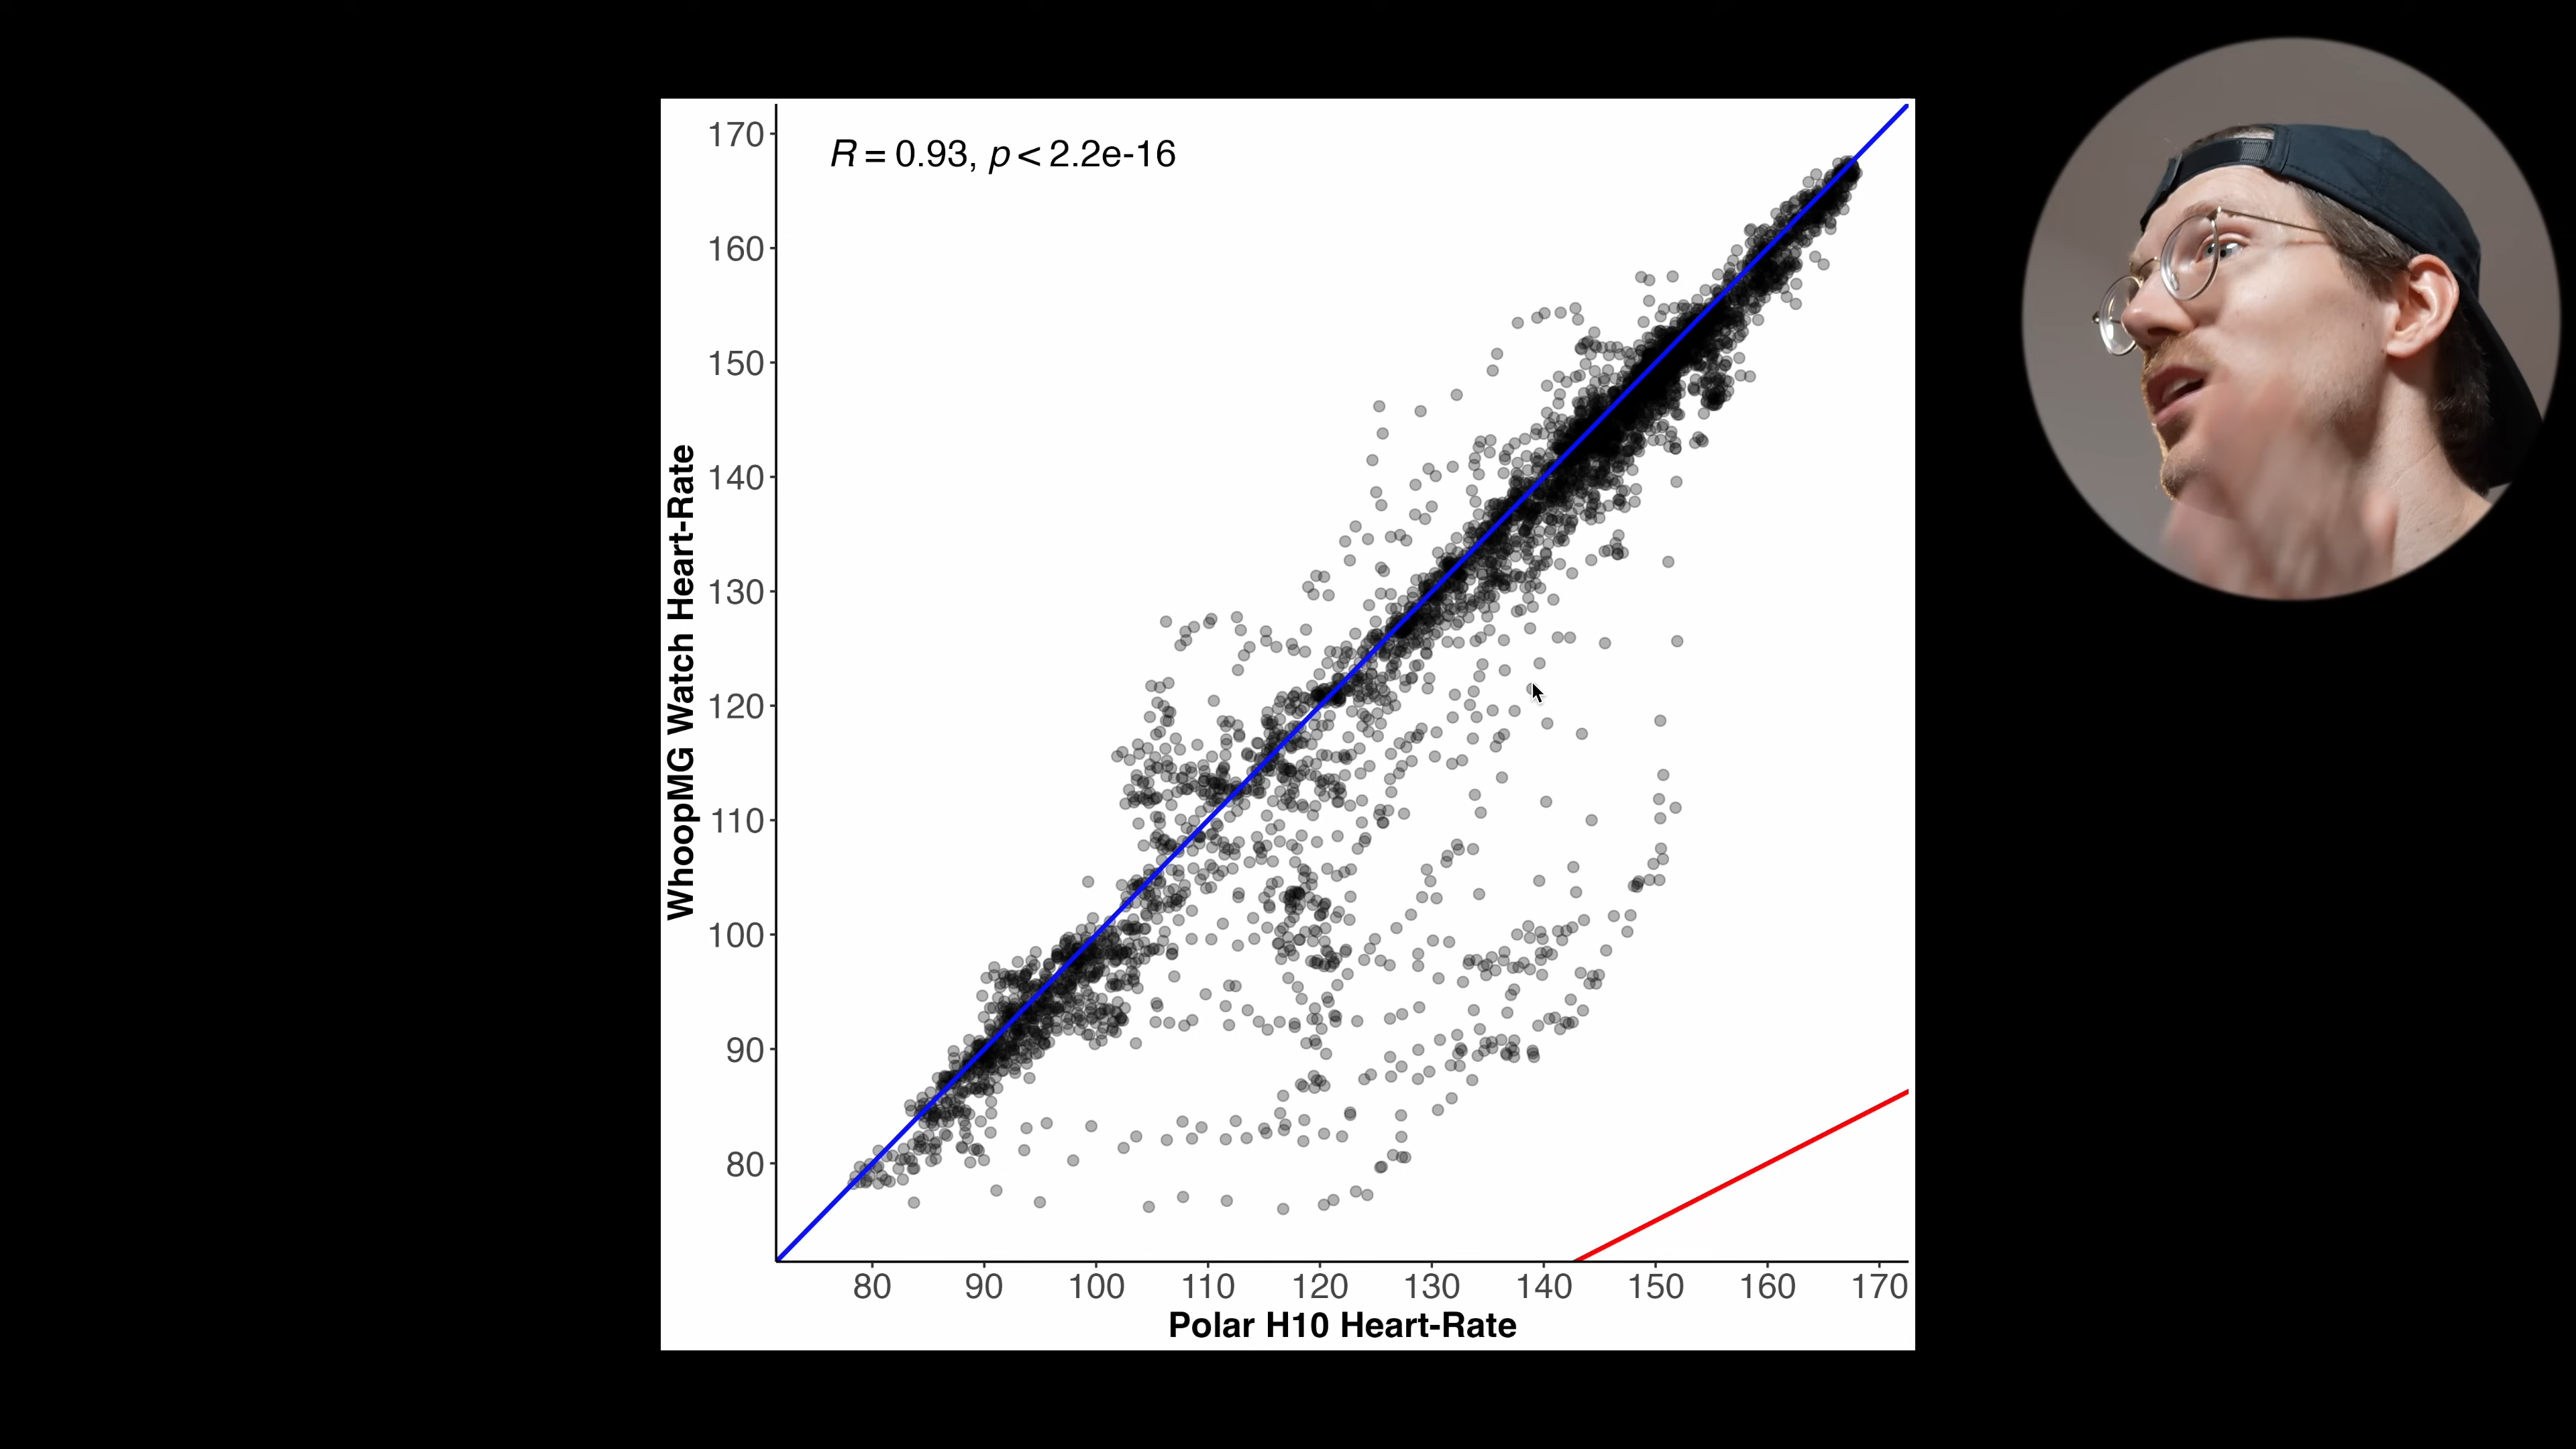 R = 0.93, p < 2.2e-16
170
160
150
140
130
120
110
100
90
80
WhoopMG Watch Heart-Rate
80 90 100 110 120 130 140 150 160 170
Polar H10 Heart-Rate